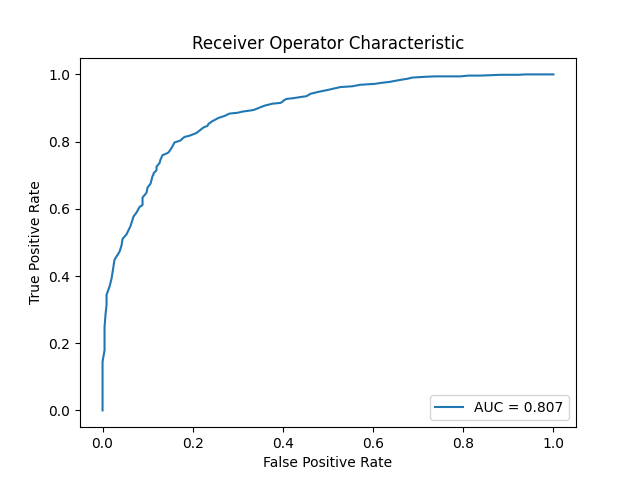 Receiver Operator Characteristic
1.0
0.8
0.6
0.4
0.2
0.0
True Positive Rate
AUC = 0.807
0.0 0.2 0.4 0.6 0.8 1.0
False Positive Rate